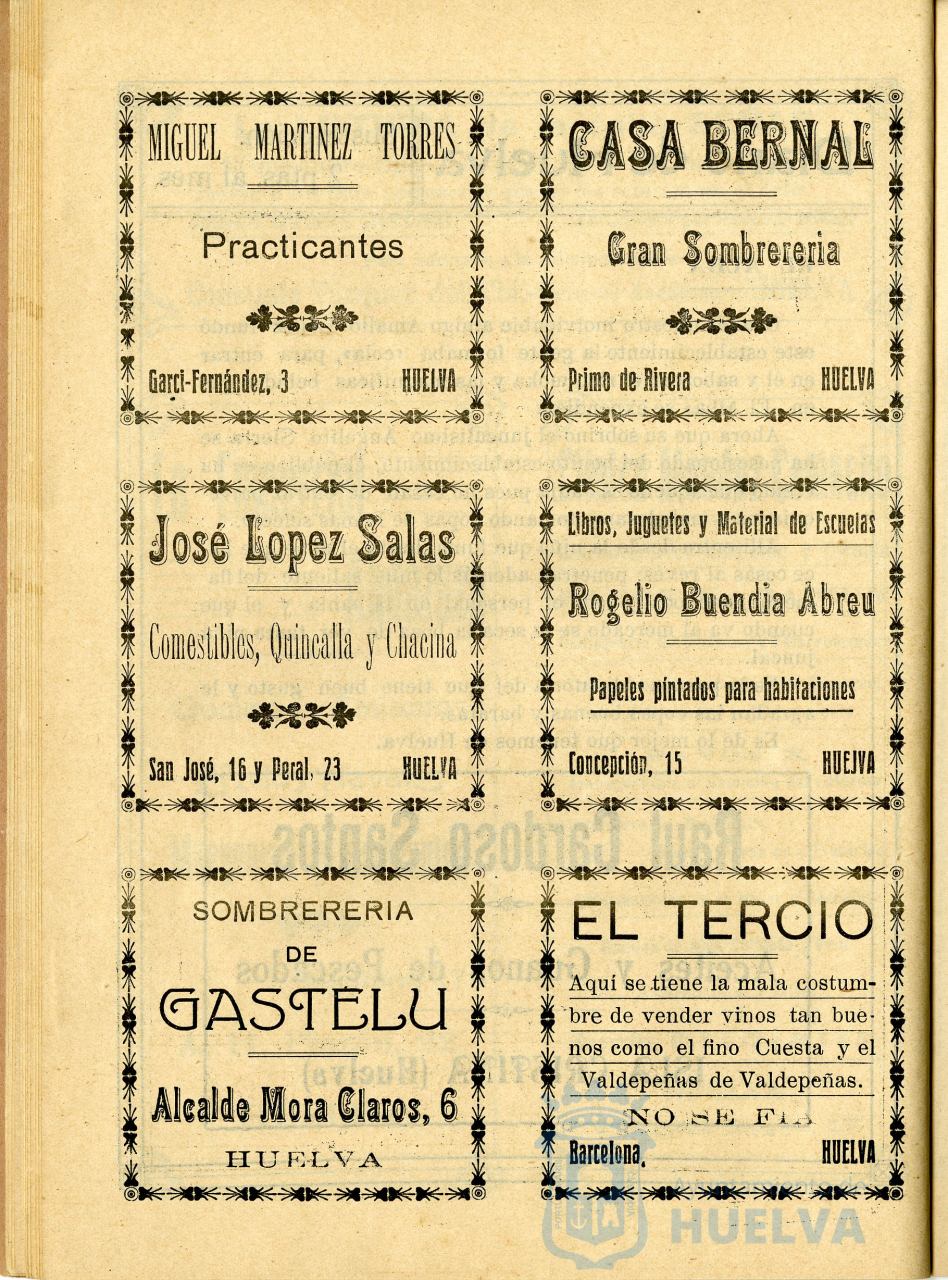 MIGUEL MARTINEZ TORRES
Practicantes
Garci-Fernández, 3 HUELVA
CASA BERNAL
Gran Sombrereria
Primo de Rivera HUELVA
José Lopez Salas
Comestibles, Quincalla y Chacina
San José, 16 y Peral, 23 HUELVA
Libros, Juguetes y Material de Escuelas
Rogelio Buendia Abreu
Papeles pintados para habitaciones
Concepción, 15 HUEJVA
SOMBRERERIA
DE
GASTELU
Alcalde Mora Claros, 6
HUELVA
EL TERCIO
Aquí se tiene la mala costum-
bre de vender vinos tan bue-
nos como el fino Cuesta y el
Valdepeñas de Valdepeñas.
NO SE FIA
Barcelona, HUELVA
HUELVA